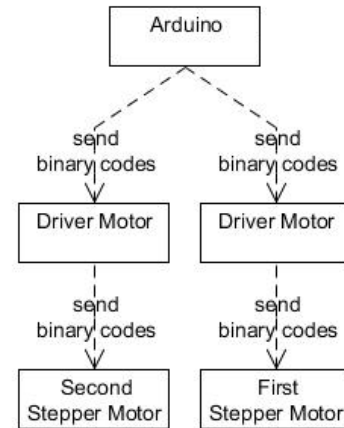 Arduino
send
binary codes
send
binary codes
Driver Motor
Driver Motor
send
binary codes
send
binary codes
Second
Stepper Motor
First
Stepper Motor